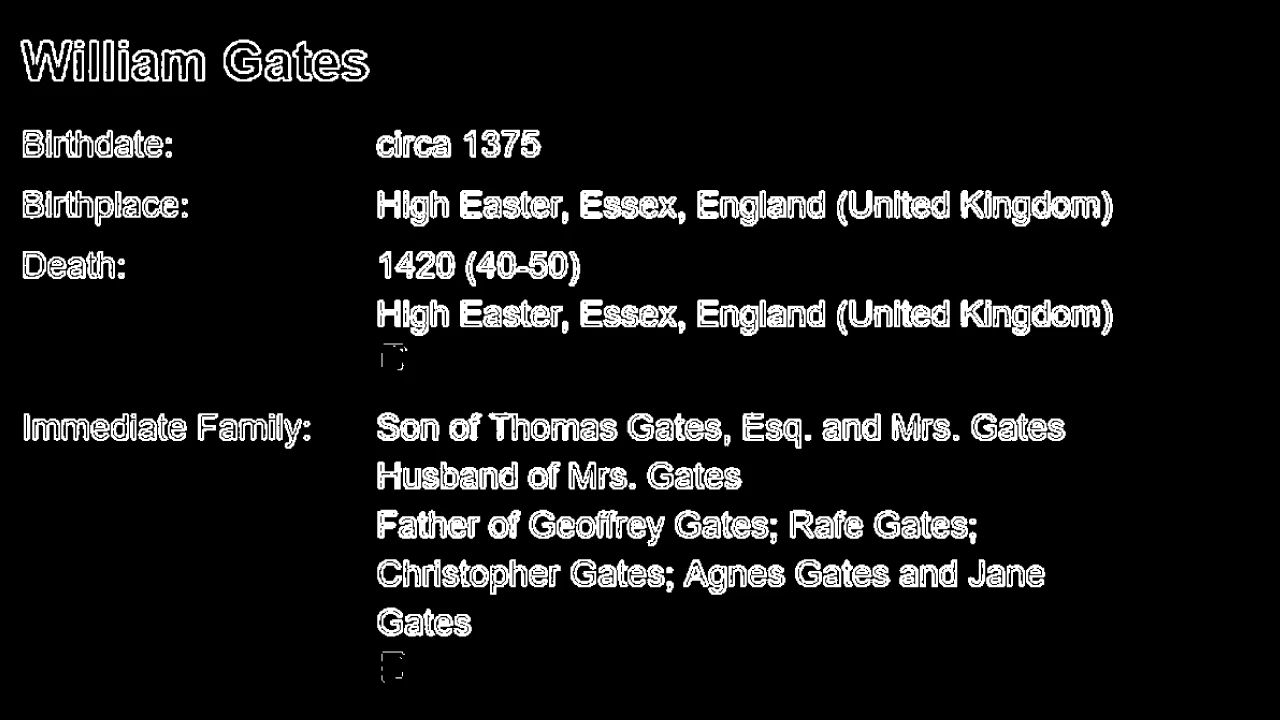 William Gates
Birthdate: circa 1375
Birthplace: High Easter, Essex, England (United Kingdom)
Death: 1420 (40-50)
High Easter, Essex, England (United Kingdom)
Immediate Family: Son of Thomas Gates, Esq. and Mrs. Gates
Husband of Mrs. Gates
Father of Geoffrey Gates; Rafe Gates;
Christopher Gates; Agnes Gates and Jane
Gates